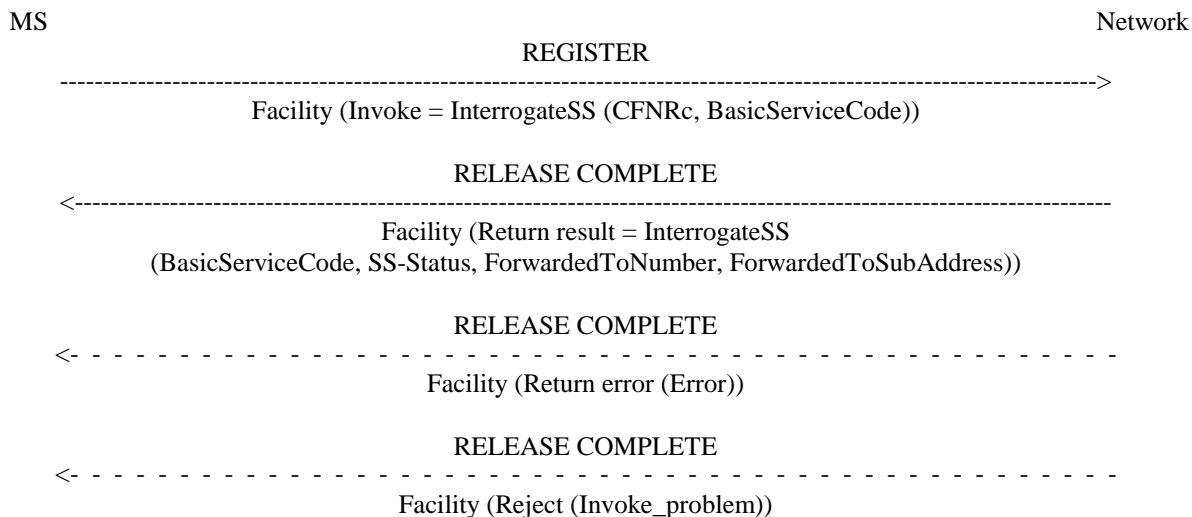 MS Network
REGISTER
------------------------------------------------------------------------------------------------------------------------>
Facility (Invoke = InterrogateSS (CFNRc, BasicServiceCode))
RELEASE COMPLETE
<------------------------------------------------------------------------------------------------------------------------
Facility (Return result = InterrogateSS
(BasicServiceCode, SS-Status, ForwardedToNumber, ForwardedToSubAddress))
RELEASE COMPLETE
<- - - - - - - - - - - - - - - - - - - - - - - - - - - - - - - - - - - - - - - - - - - - - - - -
Facility (Return error (Error))
RELEASE COMPLETE
<- - - - - - - - - - - - - - - - - - - - - - - - - - - - - - - - - - - - - - - - - - - - - - - -
Facility (Reject (Invoke_problem))